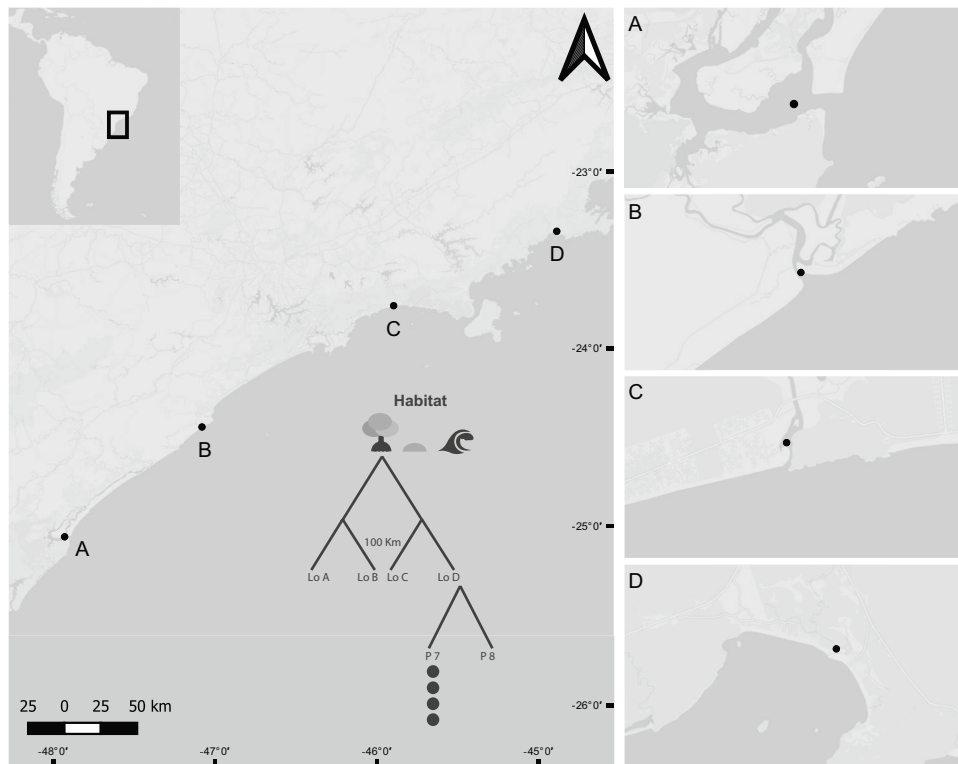 A
B
C
D
-23°0'
-24°0'
-25°0'
-26°0'
D
C
B
A
Habitat
100 Km
Lo A Lo B Lo C Lo D
P 7 P 8
25 0 25 50 km
-48°0' -47°0' -46°0' -45°0'